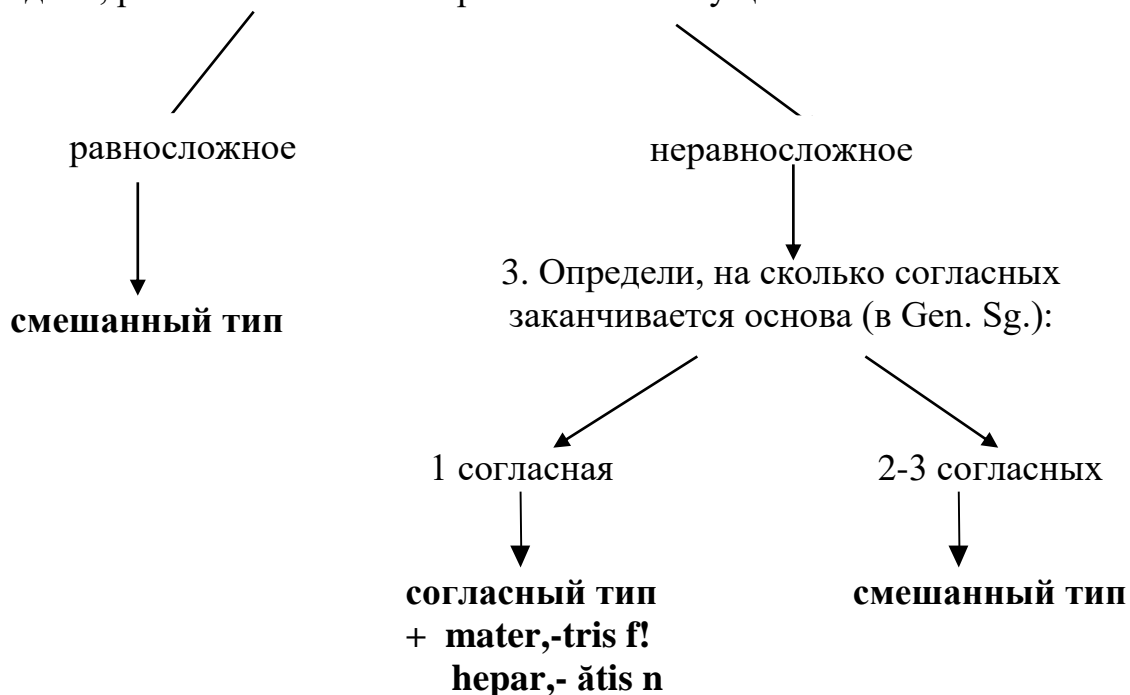 равносложное
неравносложное
3. Определи, на сколько согласных
заканчивается основа (в Gen. Sg.):
смешанный тип
1 согласная
2-3 согласных
согласный тип
смешанный тип
+ mater,-tris f!
hepar,- ătis n